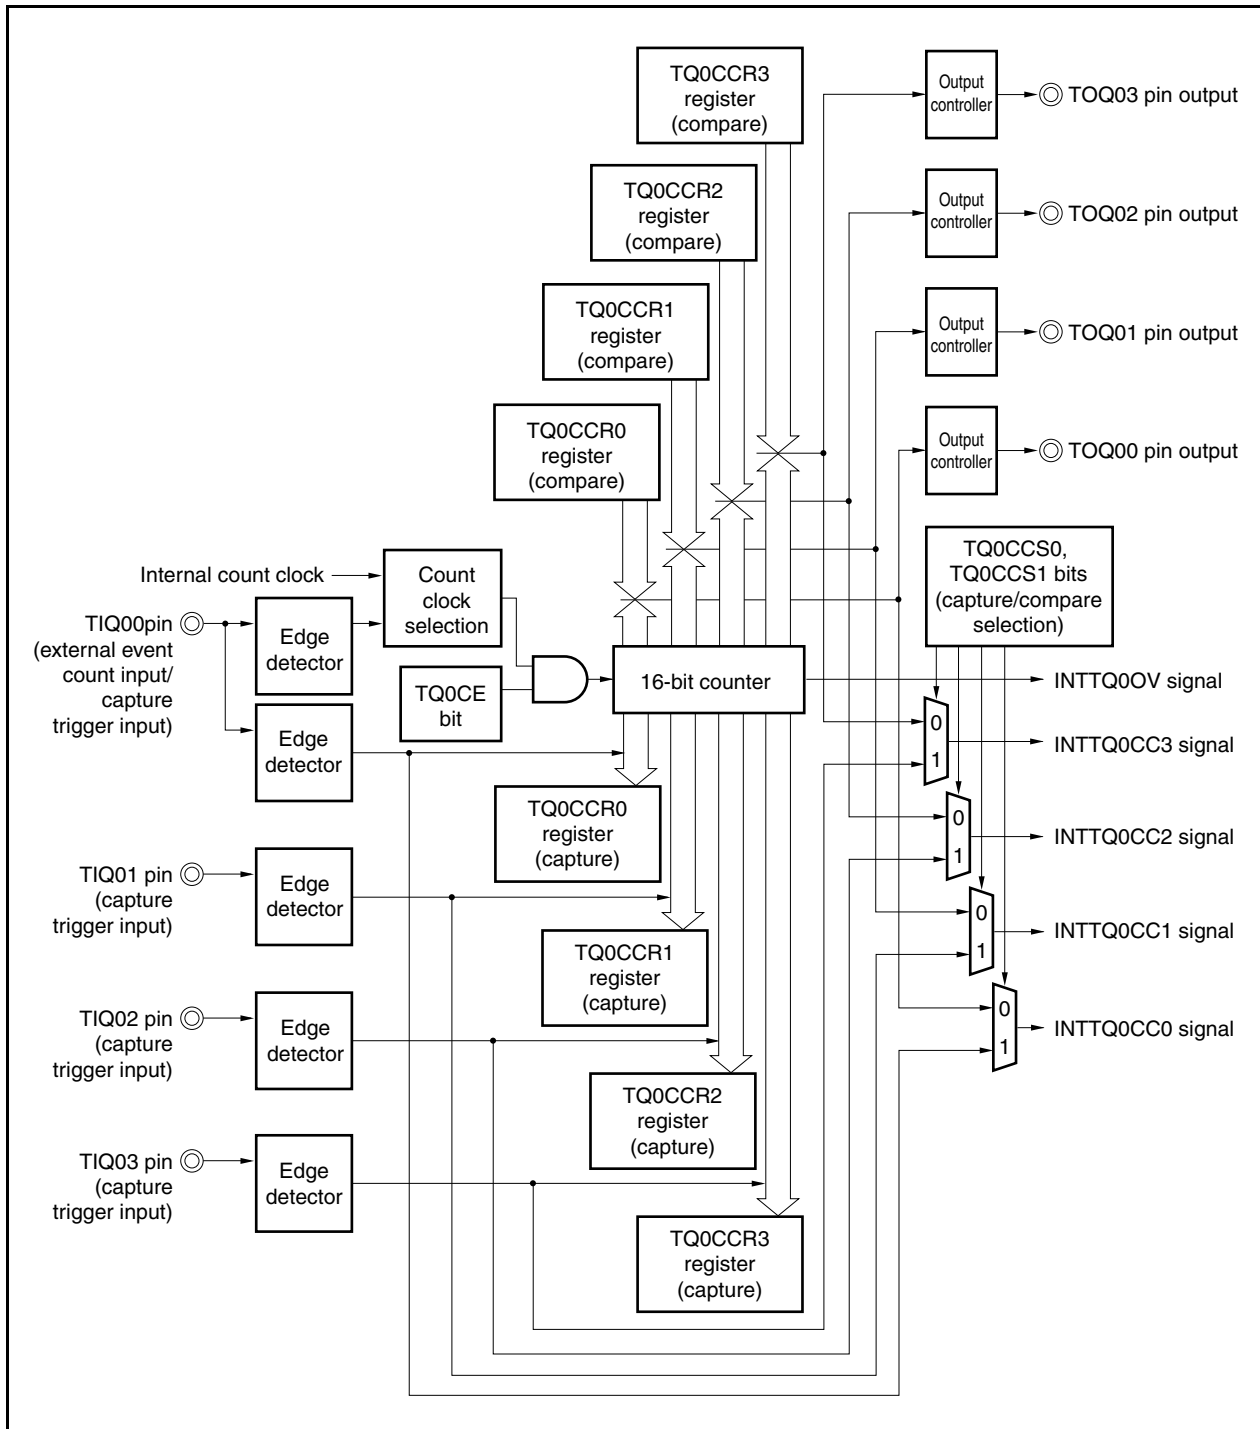 TQ0CCR3
register
(compare)
Output
controller
TOQ03 pin output
TQ0CCR2
register
(compare)
Output
controller
TOQ02 pin output
TQ0CCR1
register
(compare)
Output
controller
TOQ01 pin output
TQ0CCR0
register
(compare)
Output
controller
TOQ00 pin output
TQ0CCS0,
TQ0CCS1 bits
(capture/compare
selection)
Internal count clock
Count
clock
selection
TIQ00pin
(external event
count input/
capture
trigger input)
Edge
detector
TQ0CE
bit
16-bit counter
INTTQ0OV signal
Edge
detector
0
1
INTTQ0CC3 signal
TQ0CCR0
register
(capture)
0
1
INTTQ0CC2 signal
TIQ01 pin
(capture
trigger input)
Edge
detector
0
1
INTTQ0CC1 signal
TQ0CCR1
register
(capture)
0
1
INTTQ0CC0 signal
TIQ02 pin
(capture
trigger input)
Edge
detector
TQ0CCR2
register
(capture)
TIQ03 pin
(capture
trigger input)
Edge
detector
TQ0CCR3
register
(capture)